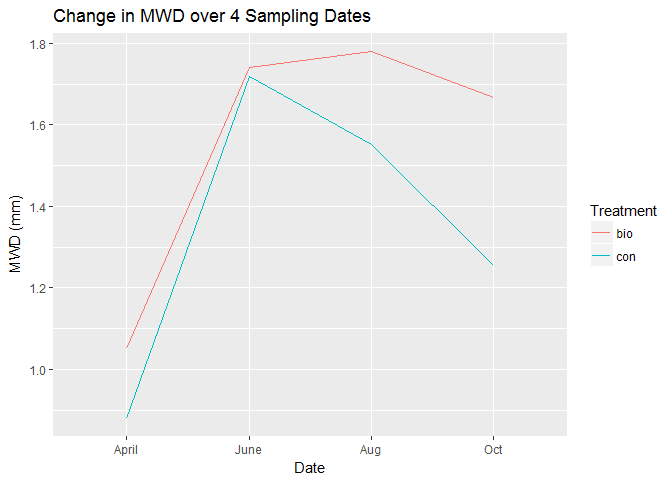 Change in MWD over 4 Sampling Dates
1.8
1.6
1.4
1.2
1.0
MWD (mm)
April June Aug Oct
Date
Treatment
bio
con